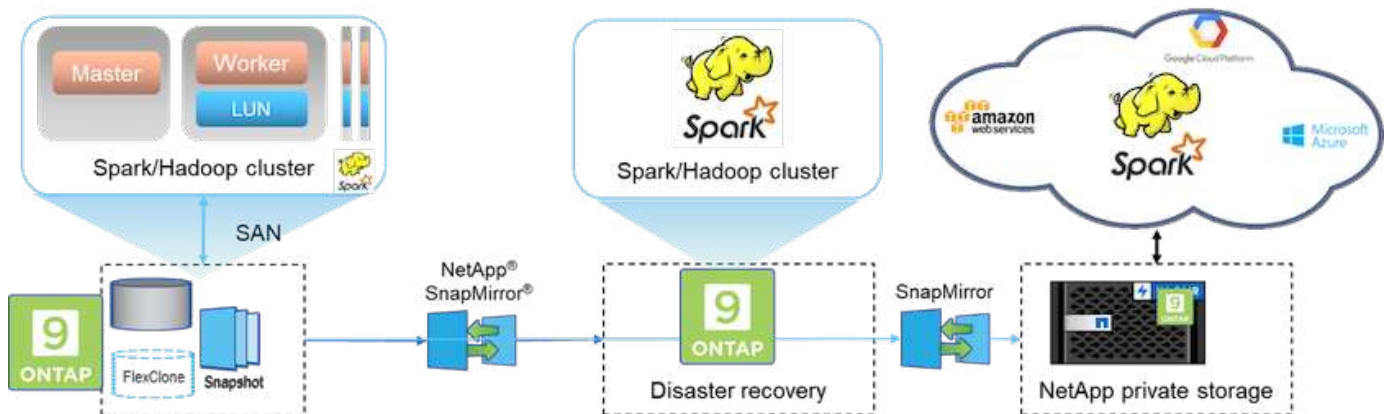 Master
Worker
LUN
Spark/Hadoop cluster
Spark
SAN
9
ONTAP
FlexClone
Snapshot
NetApp®
SnapMirror®
Spark
Spark/Hadoop cluster
9
ONTAP
Disaster recovery
SnapMirror
Google Cloud Platform
amazon
web services
Spark
Microsoft
Azure
9
ONTAP
NetApp private storage